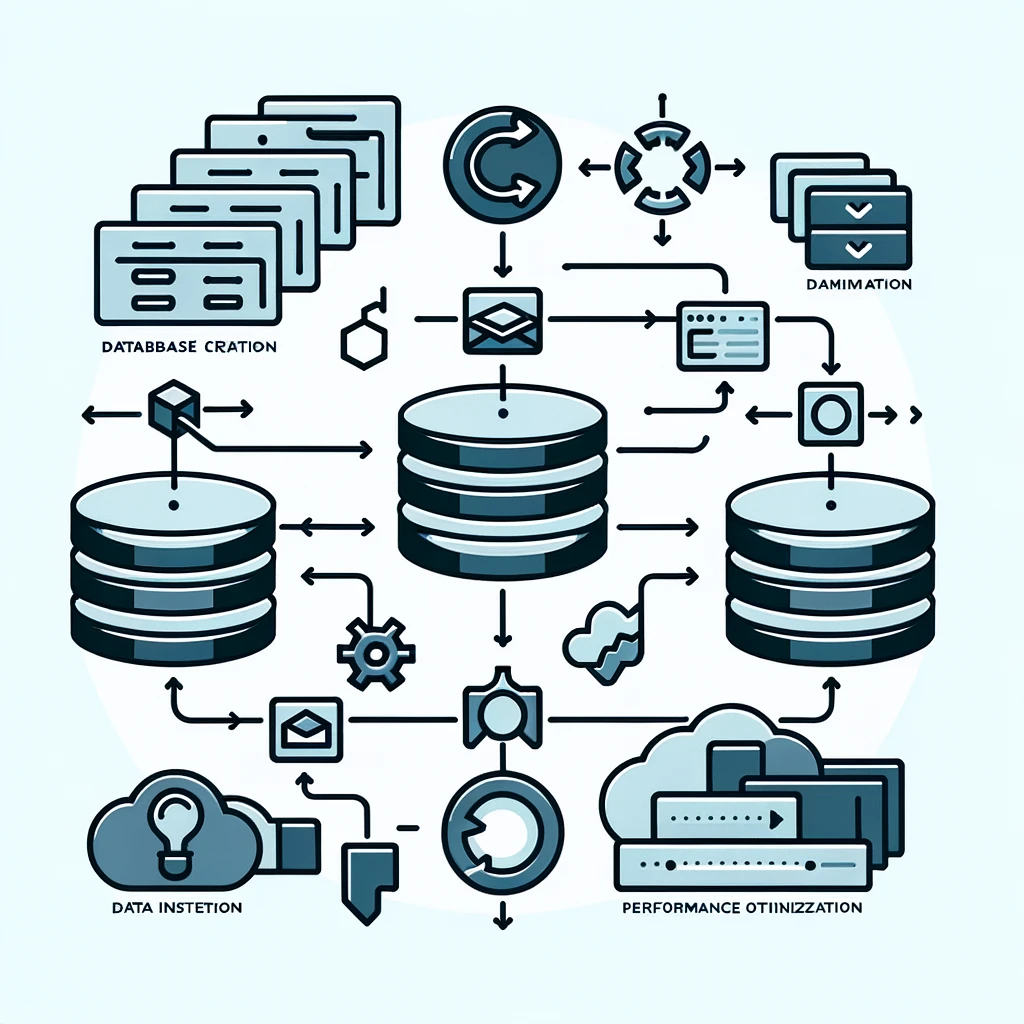 DAMIMATION
DATABBASE CRATION
DATA INSTETION
PERFORMANCE OTIINIZZATION